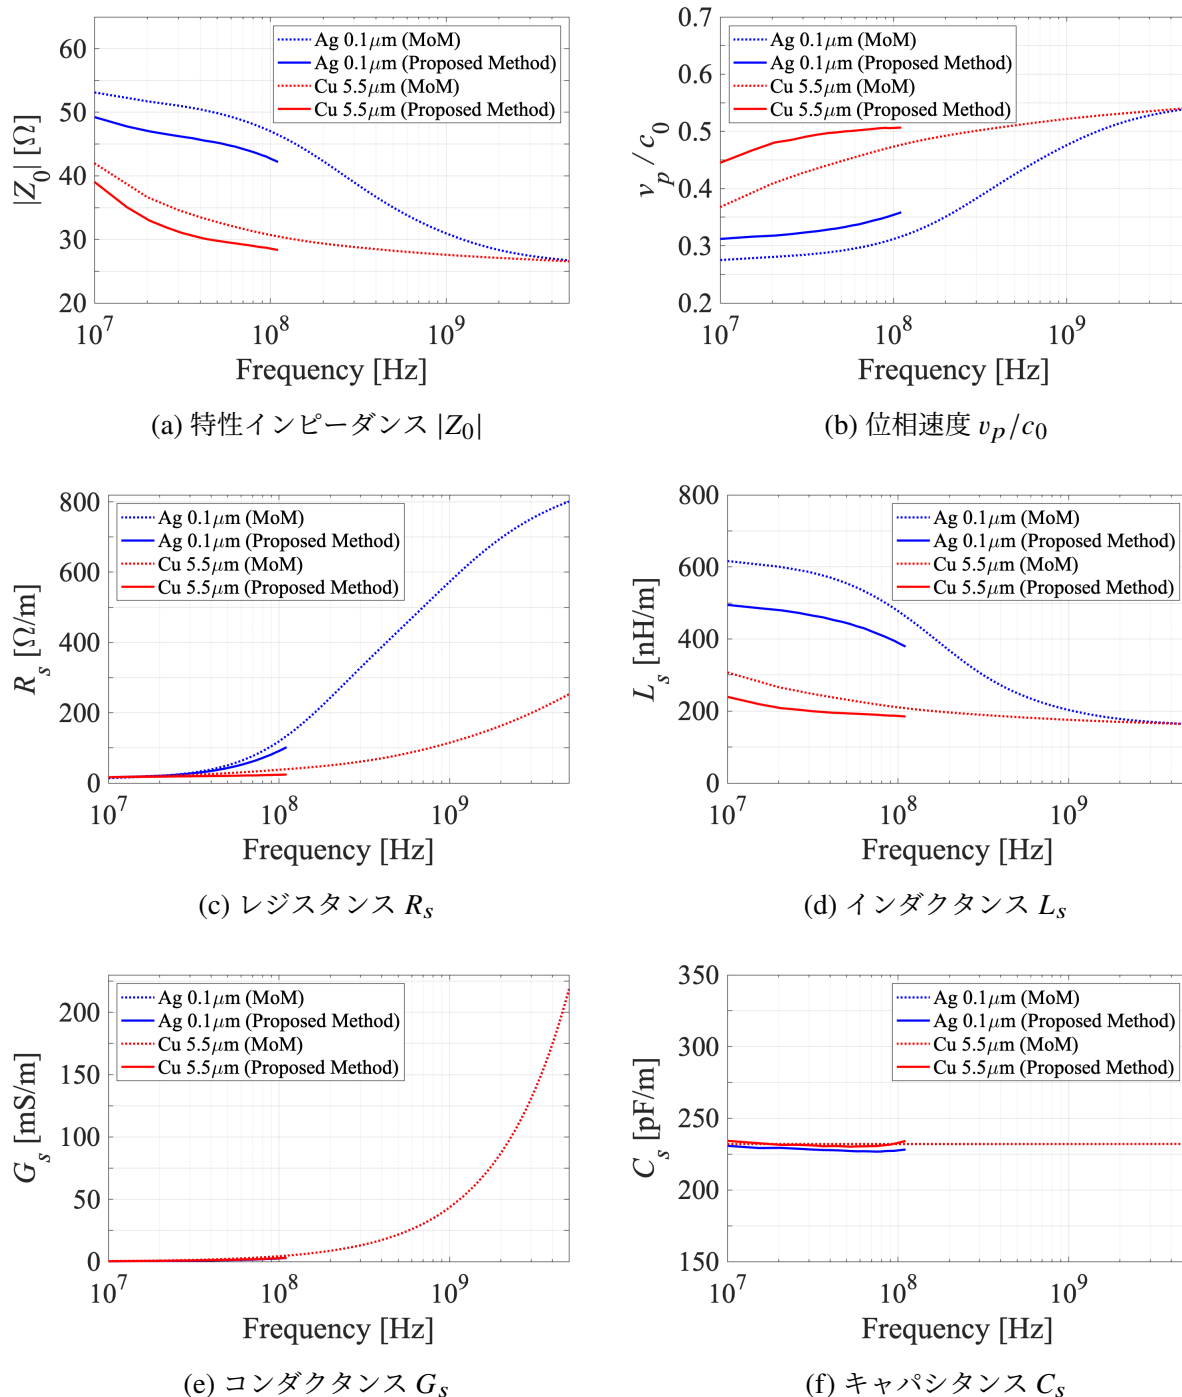 Ag 0.1μm (MoM)
Ag 0.1μm (Proposed Method)
Cu 5.5μm (MoM)
Cu 5.5μm (Proposed Method)
|Z0| [Ω]
60
50
40
30
20
10^7
10^8
10^9
Frequency [Hz]
(a) 特性インピーダンス |Z0|
Ag 0.1μm (MoM)
Ag 0.1μm (Proposed Method)
Cu 5.5μm (MoM)
Cu 5.5μm (Proposed Method)
vp / c0
0.7
0.6
0.5
0.4
0.3
0.2
10^7
10^8
10^9
Frequency [Hz]
(b) 位相速度 vp/c0
Ag 0.1μm (MoM)
Ag 0.1μm (Proposed Method)
Cu 5.5μm (MoM)
Cu 5.5μm (Proposed Method)
Rs [Ω/m]
800
600
400
200
0
10^7
10^8
10^9
Frequency [Hz]
(c) レジスタンス Rs
Ag 0.1μm (MoM)
Ag 0.1μm (Proposed Method)
Cu 5.5μm (MoM)
Cu 5.5μm (Proposed Method)
Ls [nH/m]
800
600
400
200
0
10^7
10^8
10^9
Frequency [Hz]
(d) インダクタンス Ls
Ag 0.1μm (MoM)
Ag 0.1μm (Proposed Method)
Cu 5.5μm (MoM)
Cu 5.5μm (Proposed Method)
Gs [mS/m]
200
150
100
50
0
10^7
10^8
10^9
Frequency [Hz]
(e) コンダクタンス Gs
Ag 0.1μm (MoM)
Ag 0.1μm (Proposed Method)
Cu 5.5μm (MoM)
Cu 5.5μm (Proposed Method)
Cs [pF/m]
350
300
250
200
150
10^7
10^8
10^9
Frequency [Hz]
(f) キャパシタンス Cs